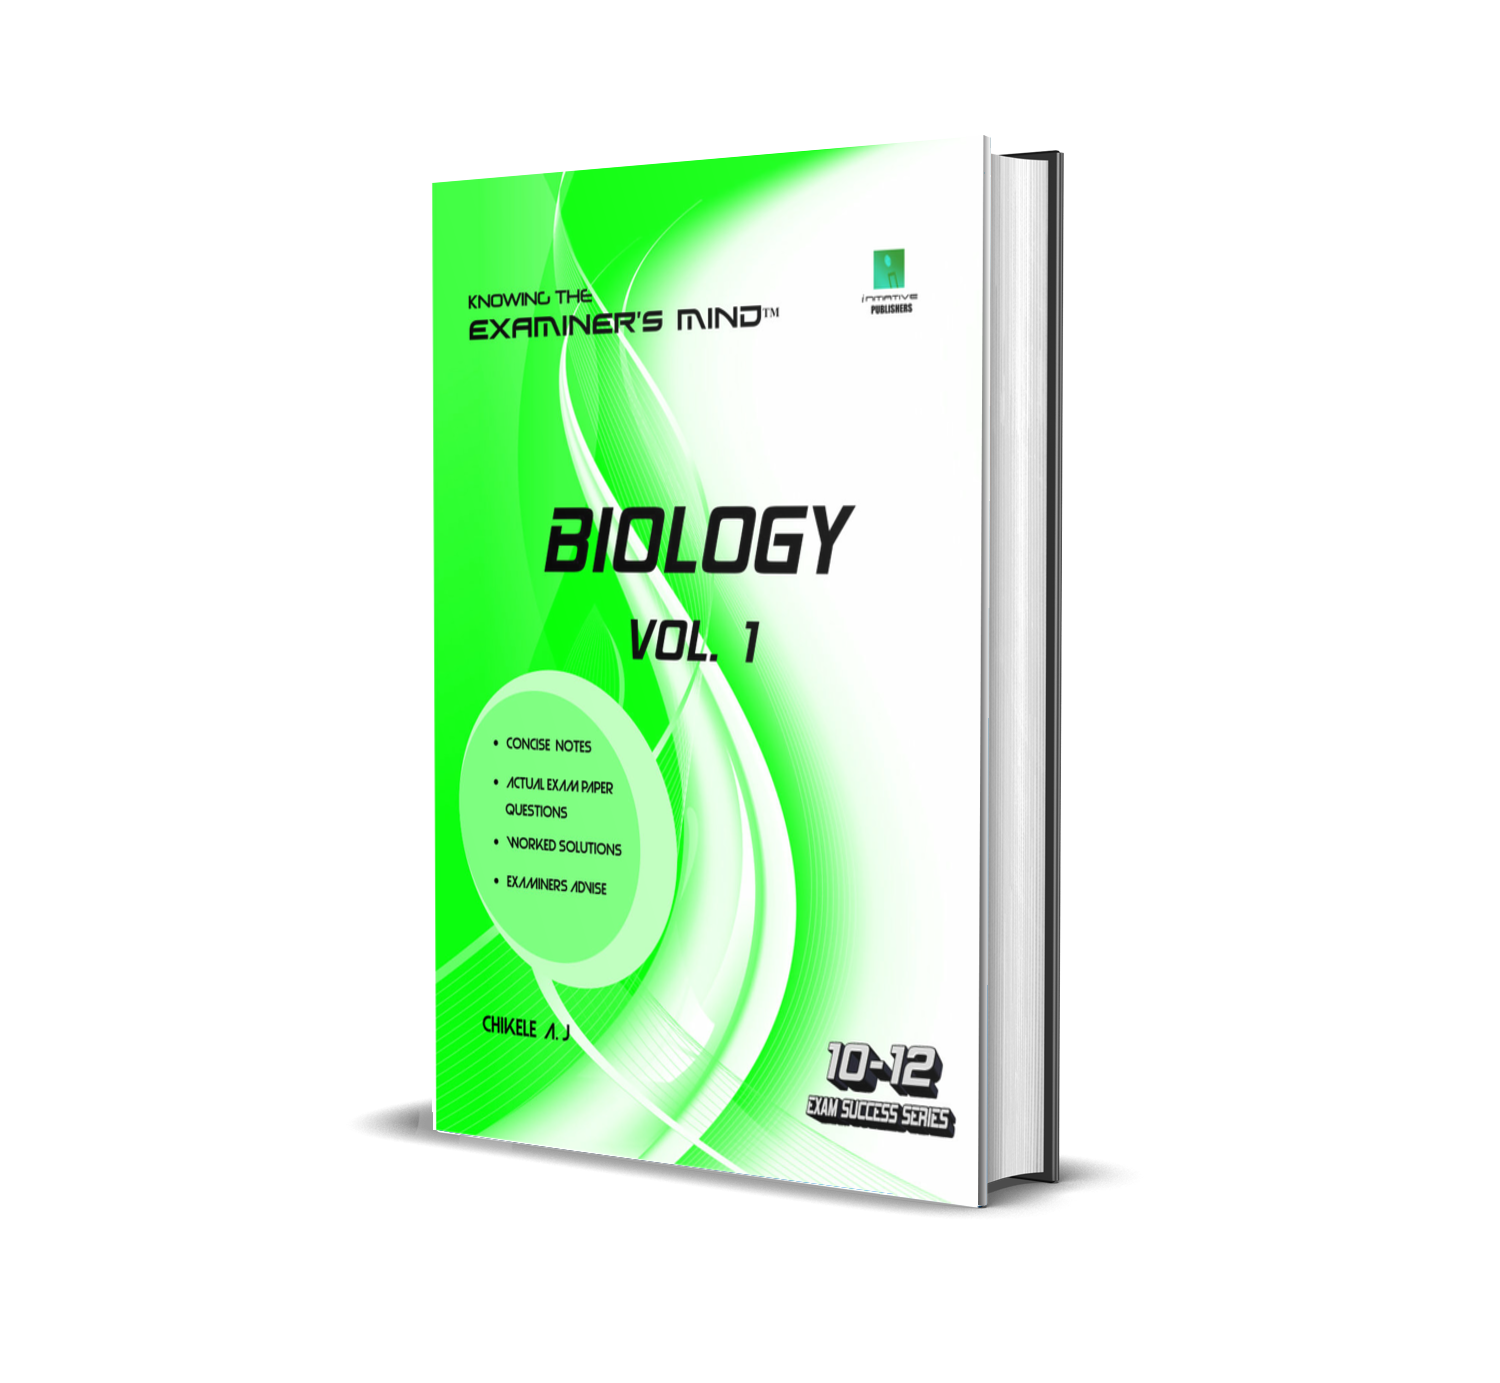 KNOWING THE
EXAMINER'S MIND™
INITIATIVE
PUBLISHERS
BIOLOGY
VOL. 1
• CONCISE NOTES
• ACTUAL EXAM PAPER
QUESTIONS
• WORKED SOLUTIONS
• EXAMINERS ADVISE
CHIKELE A. J
10-12
EXAM SUCCESS SERIES